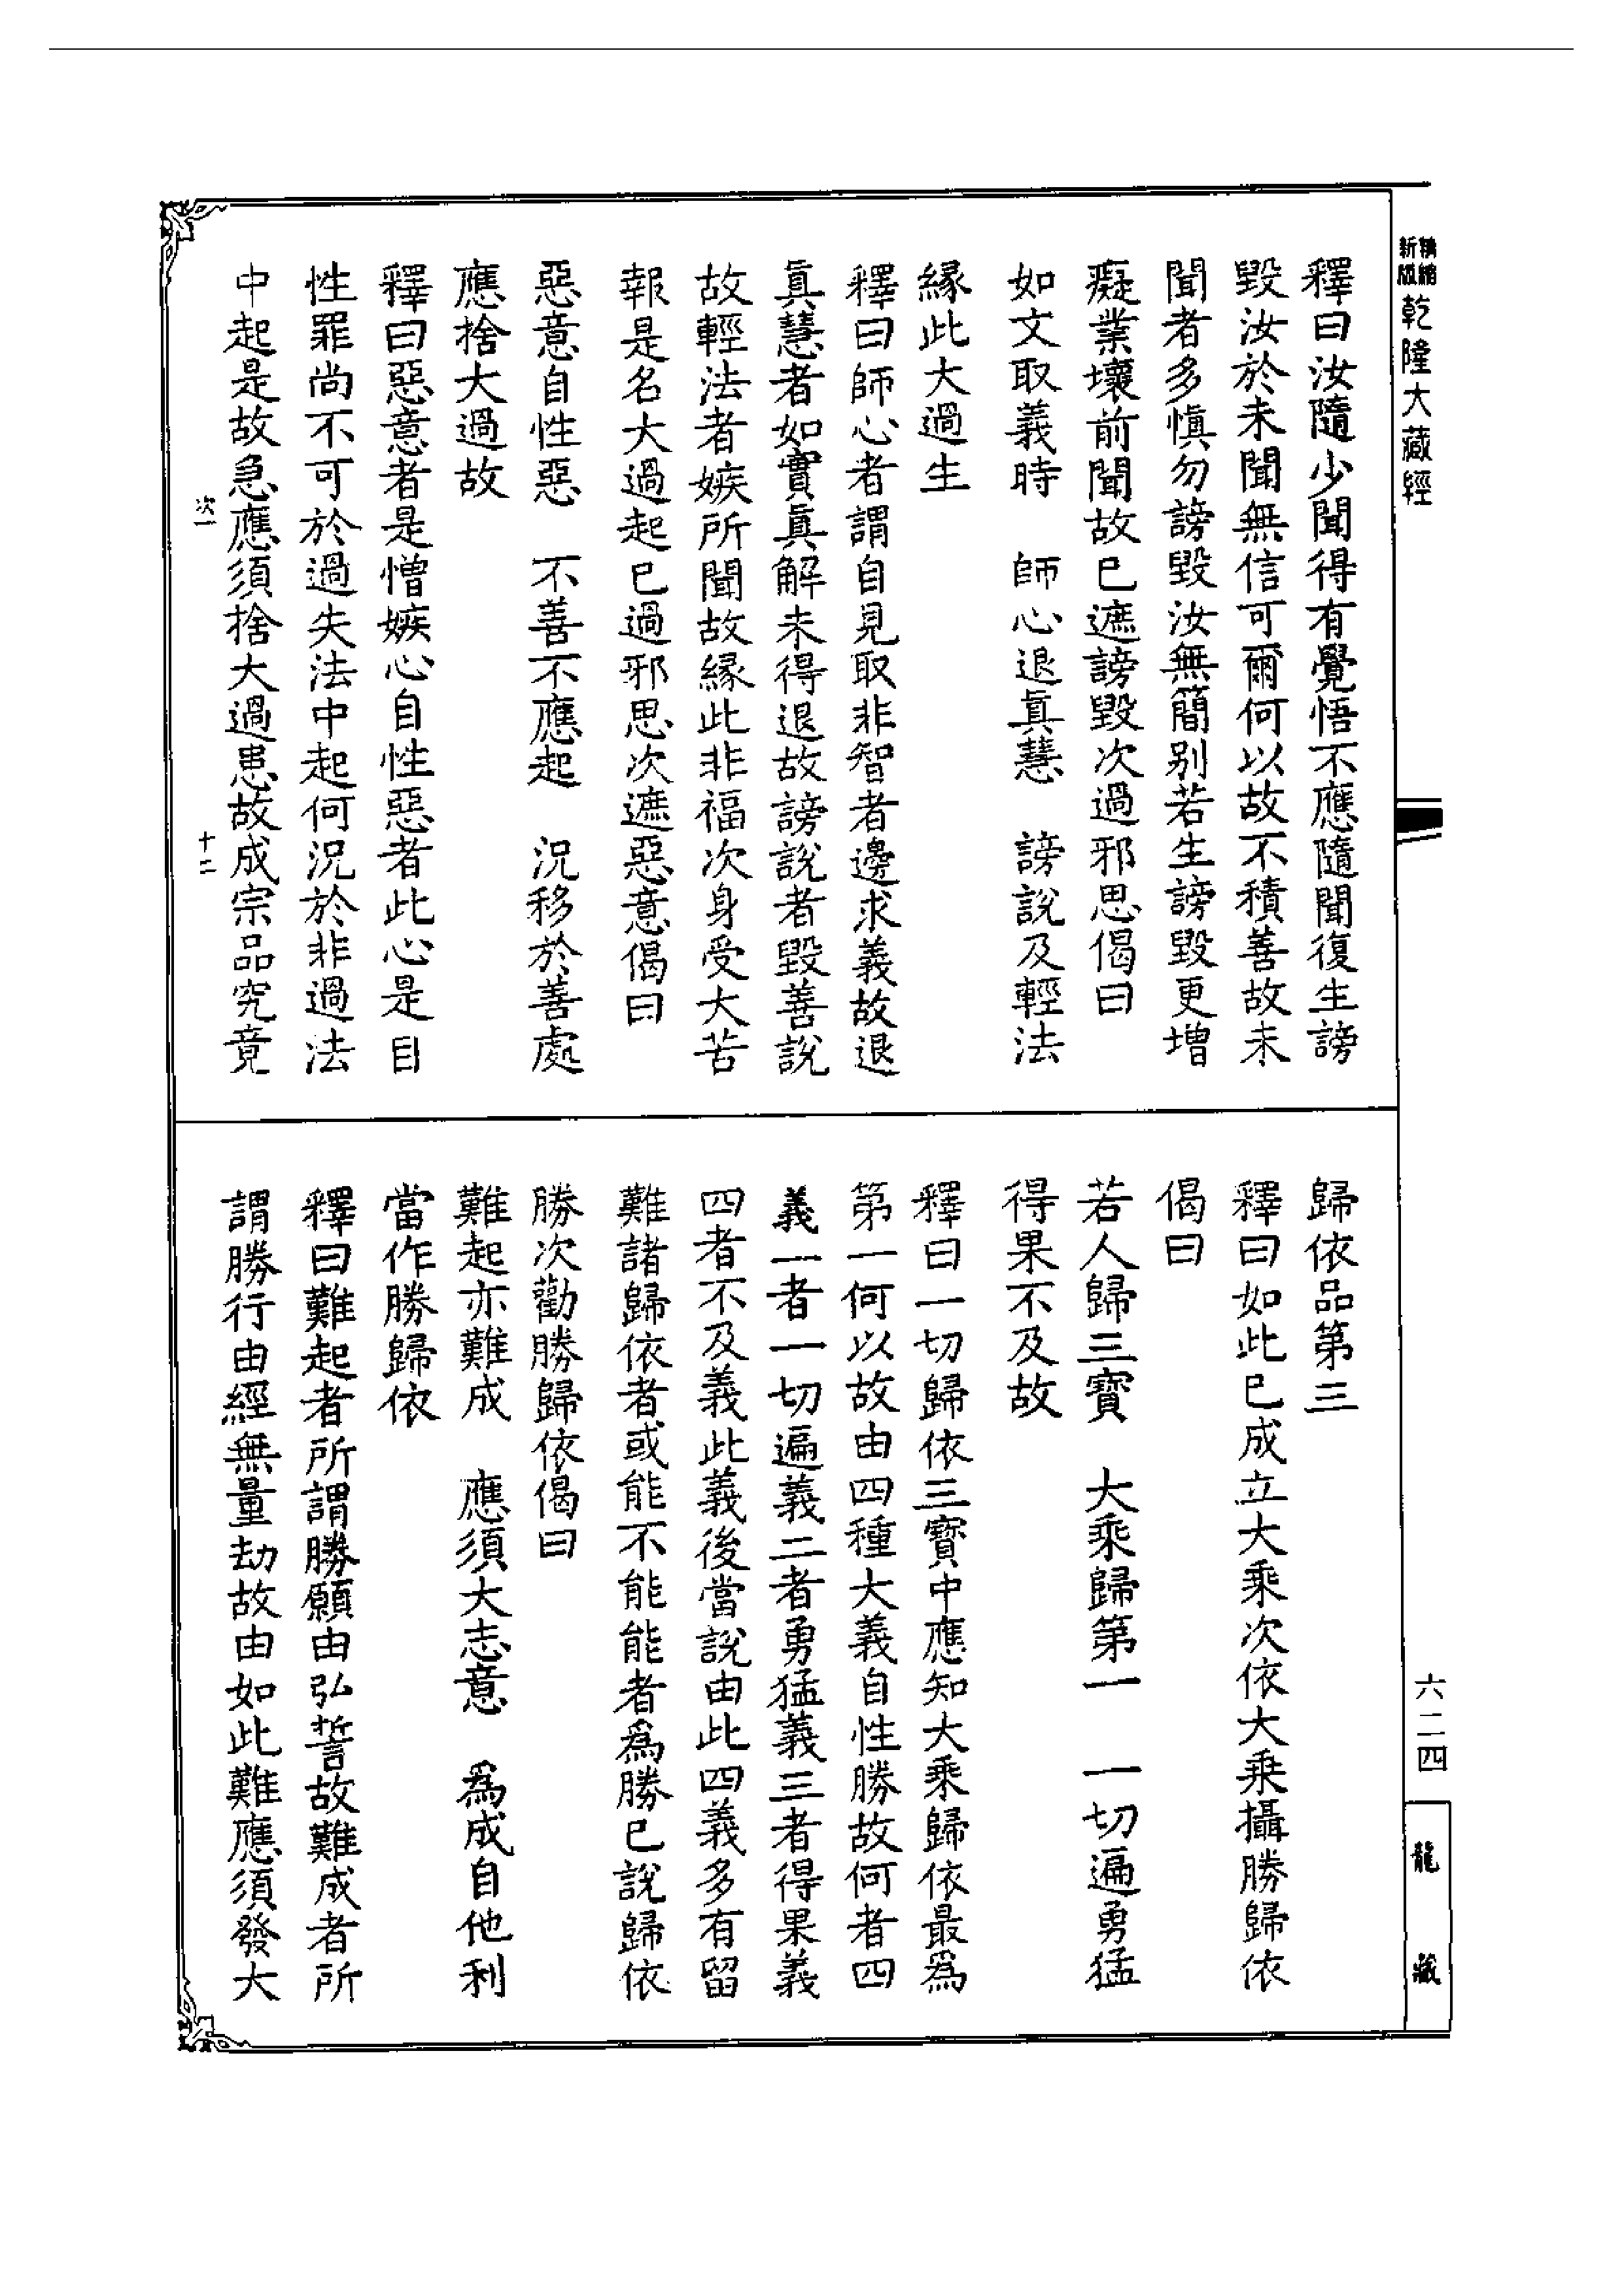 精縮新版乾隆大藏經
釋曰汝隨少聞得有覺悟不應隨聞復生謗
毀汝於未聞無信可爾何以故不積善故未
聞者多慎勿謗毀汝無簡別若生謗毀更增
癡業壞前聞故已遮謗毀次過邪思偈曰
如文取義時 師心退真慧 謗說及輕法
緣此大過生
釋曰師心者謂自見取非智者邊求義故退
真慧者如實真解未得退故謗說者毀善說
故輕法者嫉所聞故緣此非福次身受大苦
報是名大過起已過邪思次遮惡意偈曰
惡意自性惡 不善不應起 況移於善處
應捨大過故
釋曰惡意者是憎嫉心自性惡者此心是自
性罪尚不可於過失法中起何況於非過法
中起是故急應須捨大過患故成宗品究竟
次一 十二
歸依品第三
釋曰如此已成立大乘次依大乘攝勝歸依
偈曰
若人歸三寶 大乘歸第一 一切遍勇猛
得果不及故
釋曰一切歸依三寶中應知大乘歸依最為
第一何以故由四種大義自性勝故何者四
義一者一切遍義二者勇猛義三者得果義
四者不及義此義後當說由此四義多有留
難諸歸依者或能不能能者為勝已說歸依
勝次勸勝歸依偈曰
難起亦難成 應須大志意 為成自他利
當作勝歸依
釋曰難起者所謂勝願由弘誓故難成者所
謂勝行由經無量劫故由如此難應須發大
六二四
龍藏